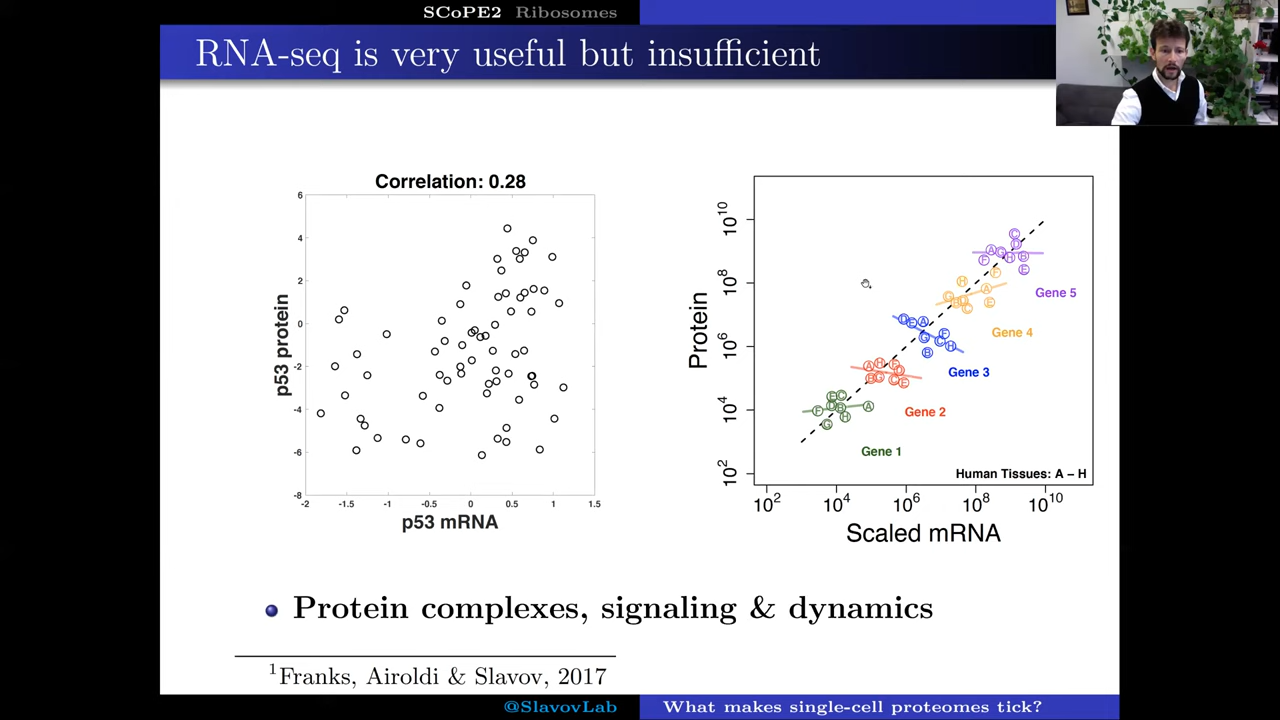 SCoPE2 Ribosomes
RNA-seq is very useful but insufficient
Correlation: 0.28
6
4
2
0
-2
-4
-6
-8
-2 -1.5 -1 -0.5 0 0.5 1 1.5
p53 protein
p53 mRNA
10^10
10^8
10^6
10^4
10^2
Protein
Gene 5
Gene 4
Gene 3
Gene 2
Gene 1
Human Tissues: A – H
10^2 10^4 10^6 10^8 10^10
Scaled mRNA
Protein complexes, signaling & dynamics
^1Franks, Airoldi & Slavov, 2017
@SlavovLab What makes single-cell proteomes tick?